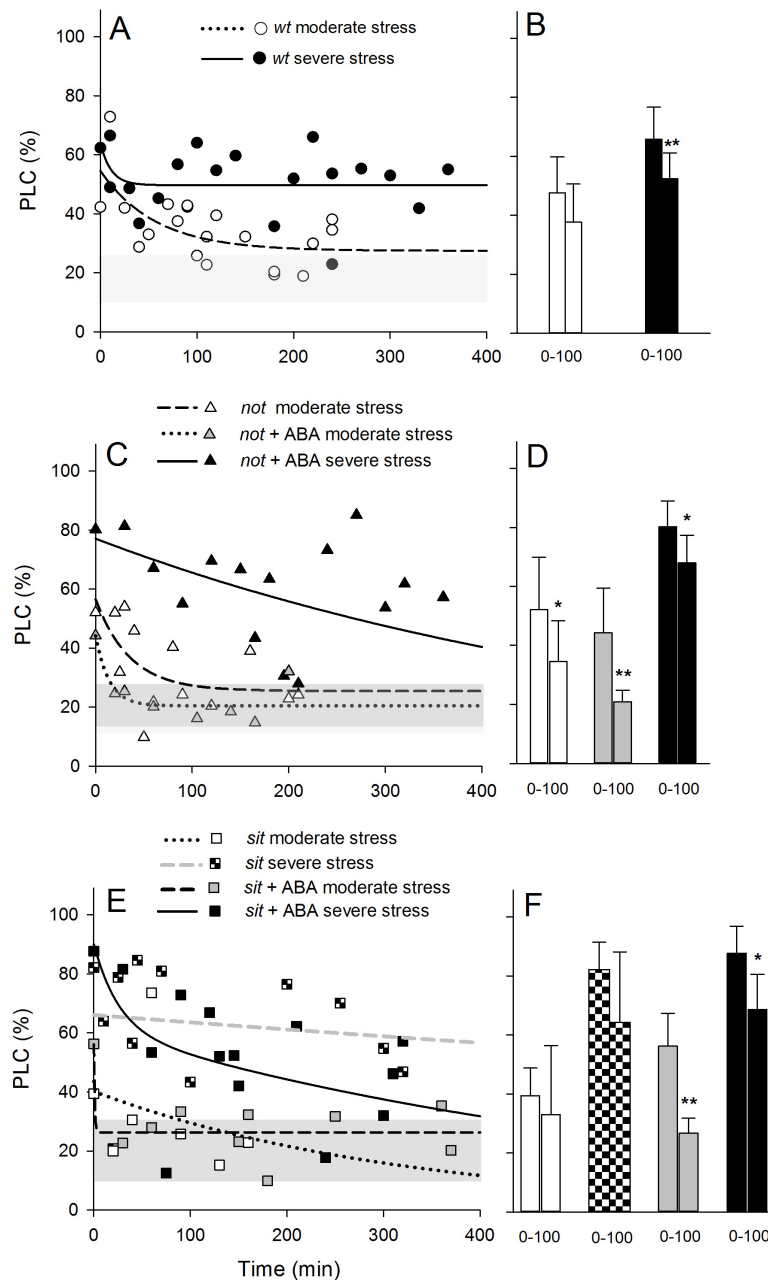 A
wt moderate stress
wt severe stress
PLC (%)
100
80
60
40
20
0
0 100 200 300 400
B
**
0-100 0-100
not moderate stress
not + ABA moderate stress
not + ABA severe stress
C
PLC (%)
100
80
60
40
20
0
0 100 200 300 400
D
*
**
*
0-100 0-100 0-100
sit moderate stress
sit severe stress
sit + ABA moderate stress
sit + ABA severe stress
E
PLC (%)
100
80
60
40
20
0
0 100 200 300 400
Time (min)
F
**
*
0-100 0-100 0-100 0-100